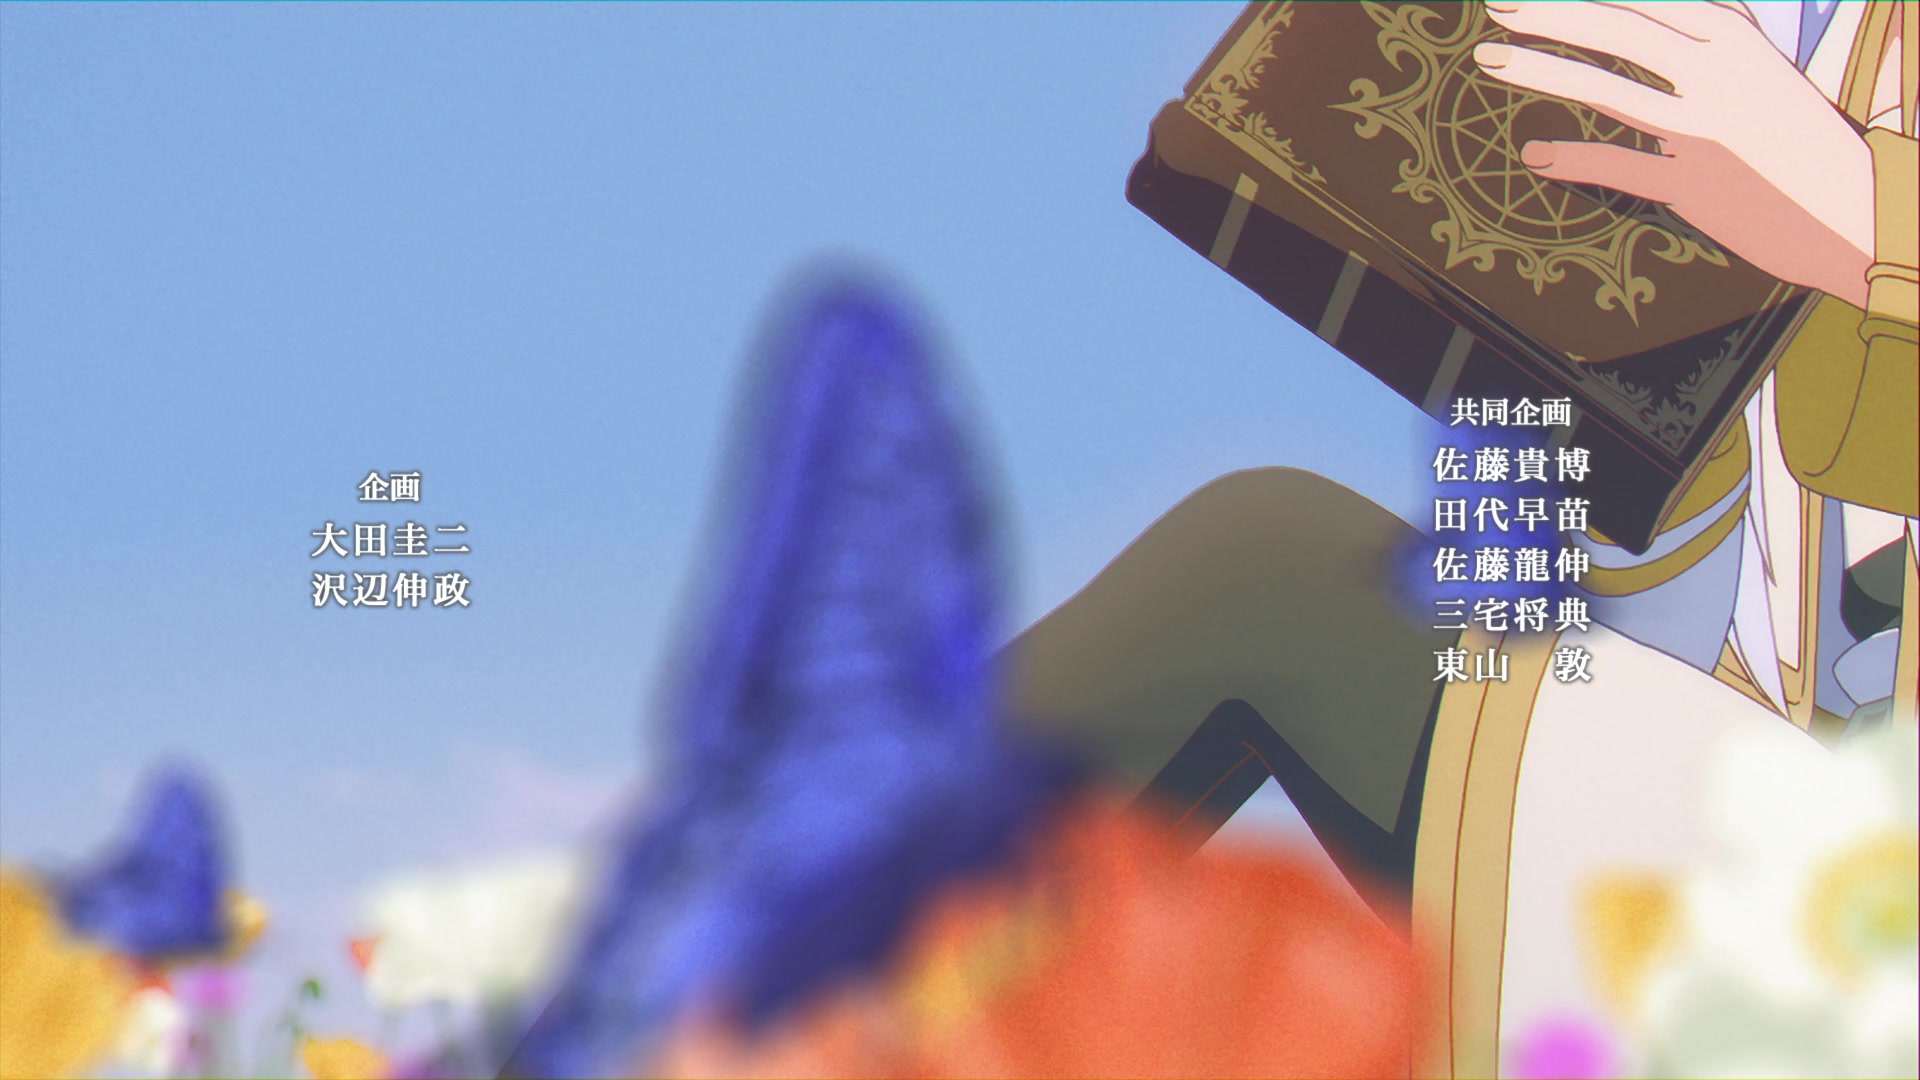 企画
大田圭二
沢辺伸政
共同企画
佐藤貴博
田代早苗
佐藤龍伸
三宅将典
東山　敦